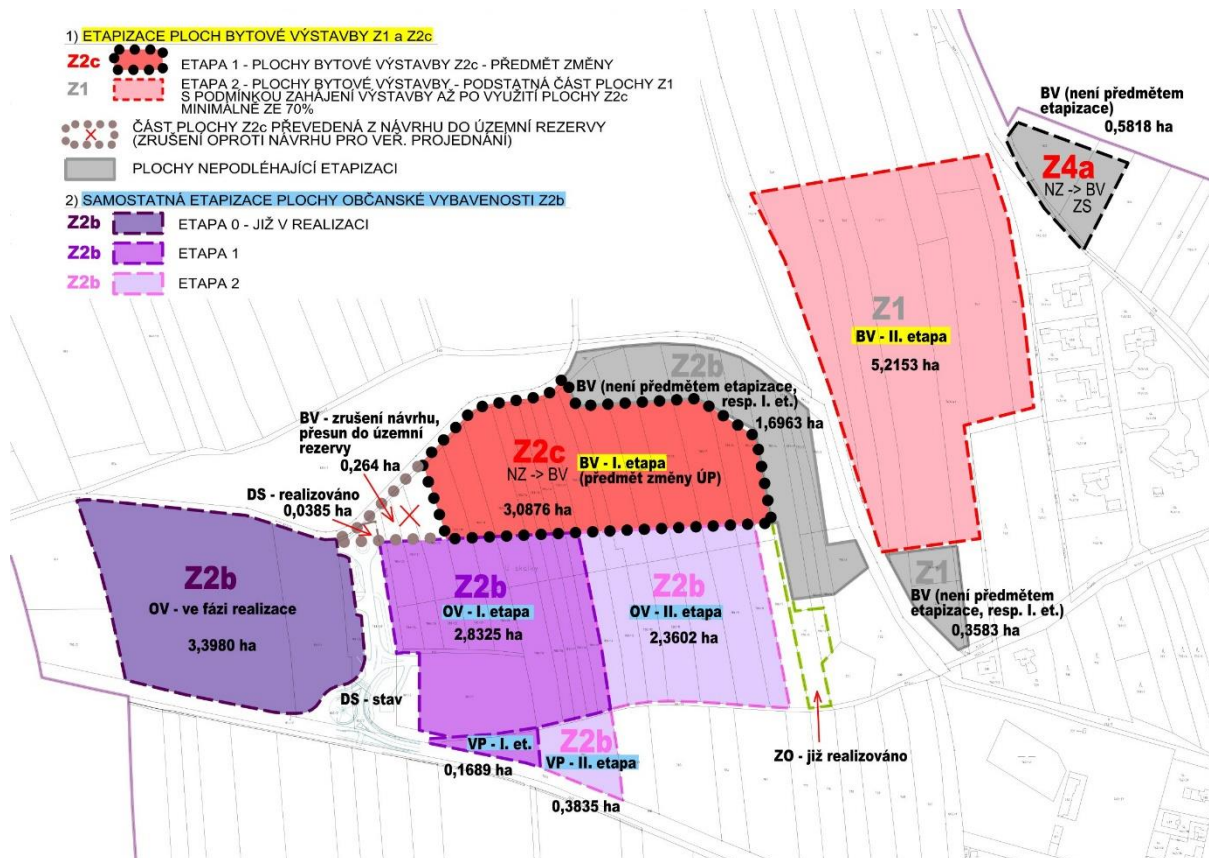 1) ETAPIZACE PLOCH BYTOVÉ VÝSTAVBY Z1 a Z2c
Z2c ETAPA 1 - PLOCHY BYTOVÉ VÝSTAVBY Z2c - PŘEDMĚT ZMĚNY
Z1 ETAPA 2 - PLOCHY BYTOVÉ VÝSTAVBY - PODSTATNÁ ČÁST PLOCHY Z1
S PODMÍNKOU ZAHÁJENÍ VÝSTAVBY AŽ PO VYUŽITÍ PLOCHY Z2c
MINIMÁLNĚ ZE 70%
ČÁST PLOCHY Z2c PŘEVEDENÁ Z NÁVRHU DO ÚZEMNÍ REZERVY
(ZRUŠENÍ OPROTI NÁVRHU PRO VEŘ. PROJEDNÁNÍ)
PLOCHY NEPODLÉHAJÍCÍ ETAPIZACI
2) SAMOSTATNÁ ETAPIZACE PLOCHY OBČANSKÉ VYBAVENOSTI Z2b
Z2b ETAPA 0 - JIŽ V REALIZACI
Z2b ETAPA 1
Z2b ETAPA 2
BV (není předmětem
etapizace)
0,5818 ha
Z4a
NZ -> BV
ZS
Z1
BV - II. etapa
5,2153 ha
Z2b
BV (není předmětem etapizace,
resp. I. et.)
1,6963 ha
BV - zrušení návrhu,
přesun do územní
rezervy
0,264 ha
Z2c
NZ -> BV
BV - I. etapa
(předmět změny ÚP)
3,0876 ha
DS - realizováno
0,0385 ha
Z2b
OV - ve fázi realizace
3,3980 ha
Z2b
OV - I. etapa
2,8325 ha
Z2b
OV - II. etapa
2,3602 ha
Z1
BV (není předmětem
etapizace, resp. I. et.)
0,3583 ha
DS - stav
VP - I. et.
0,1689 ha
Z2b
VP - II. etapa
0,3835 ha
ZO - již realizováno